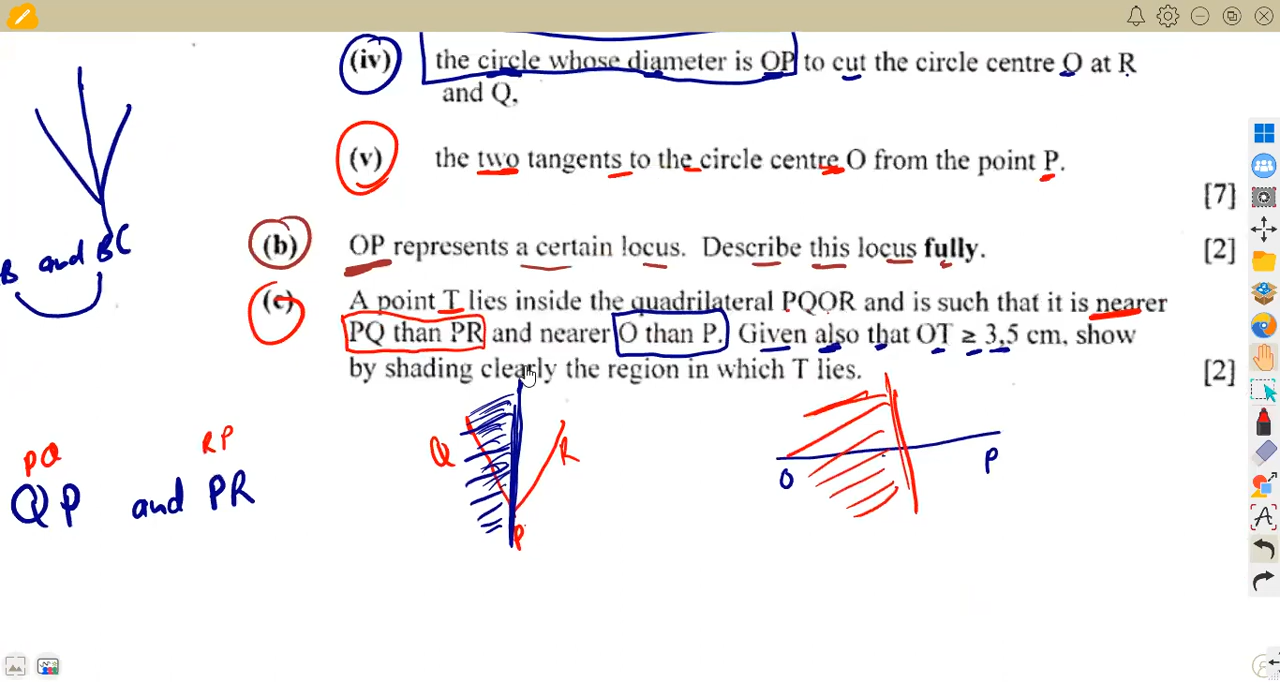 (iv) the circle whose diameter is OP to cut the circle centre O at R
and Q,
(v) the two tangents to the circle centre O from the point P.
[7]
B and BC
(b) OP represents a certain locus. Describe this locus fully. [2]
(c) A point T lies inside the quadrilateral PQOR and is such that it is nearer
PQ than PR and nearer O than P. Given also that OT ≥ 3,5 cm, show
by shading clearly the region in which T lies. [2]
PQ RP
QP and PR
Q R
P
O P